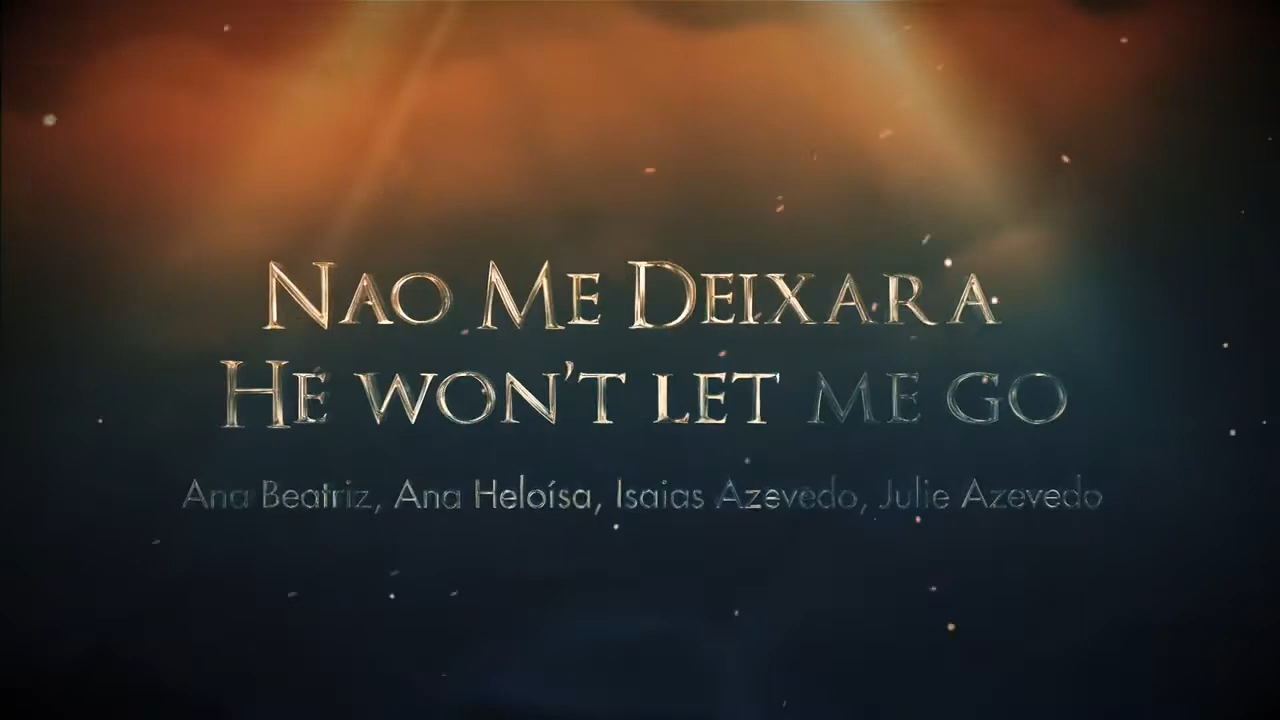 Nao Me Deixara
He won't let me go
Ana Beatriz, Ana Heloísa, Isaias Azevedo, Julie Azevedo